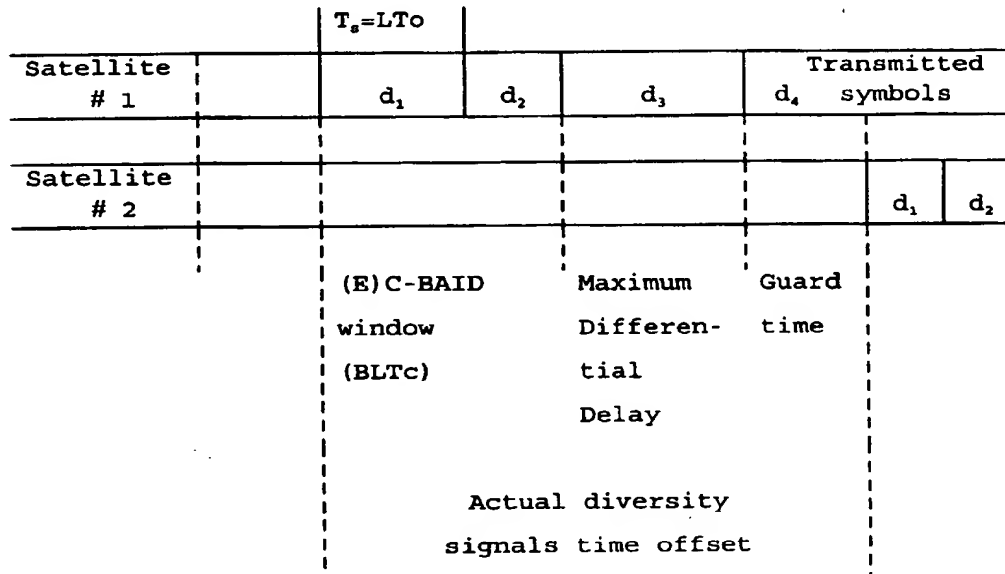 Tₛ=LTo
Satellite
# 1
d₁
d₂
d₃
d₄
Transmitted
symbols
Satellite
# 2
d₁
d₂
(E)C-BAID
window
(BLTc)
Maximum
Differen-
tial
Delay
Guard
time
Actual diversity
signals time offset